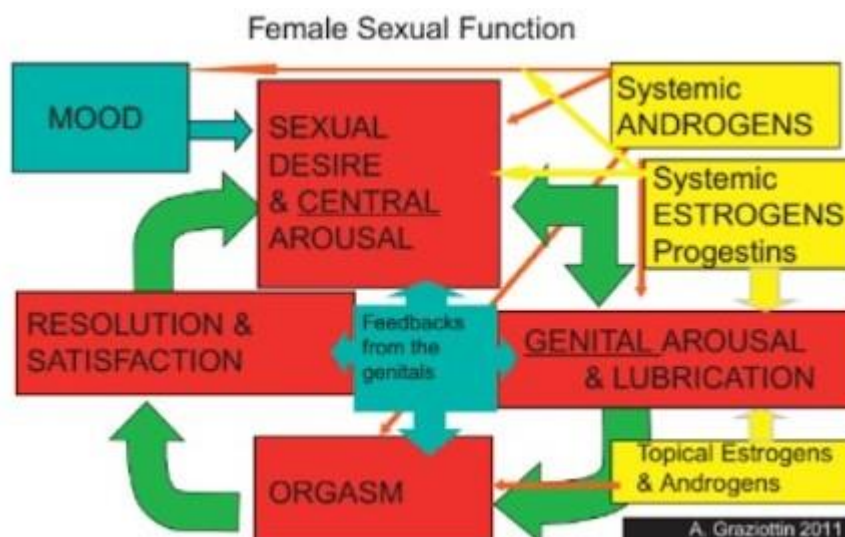 Female Sexual Function
MOOD
SEXUAL
DESIRE
& CENTRAL
AROUSAL
Systemic
ANDROGENS
Systemic
ESTROGENS
Progestins
RESOLUTION &
SATISFACTION
Feedbacks
from the
genitals
GENITAL AROUSAL
& LUBRICATION
ORGASM
Topical Estrogens
& Androgens
A. Graziottin 2011